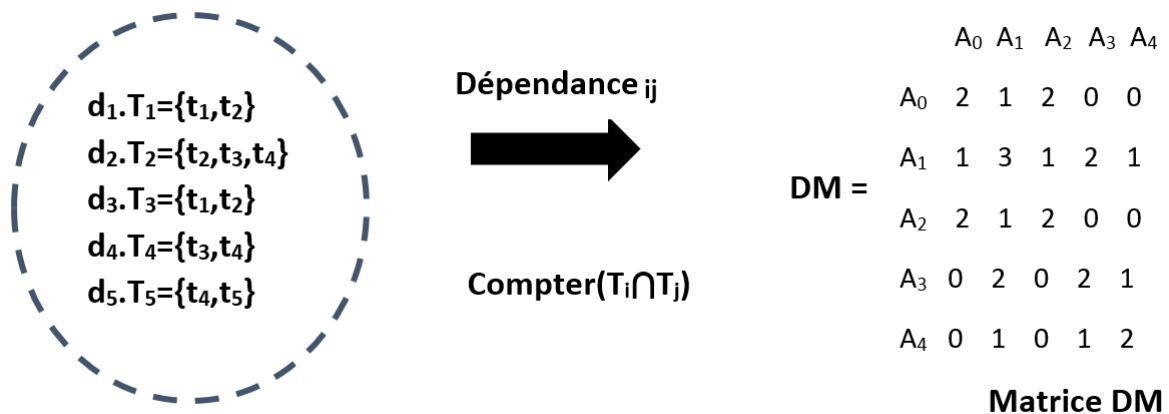 d₁.T₁={t₁,t₂}
d₂.T₂={t₂,t₃,t₄}
d₃.T₃={t₁,t₂}
d₄.T₄={t₃,t₄}
d₅.T₅={t₄,t₅}
Dépendance ᵢⱼ
Compter(Tᵢ∩Tⱼ)
DM =
A₀ A₁ A₂ A₃ A₄
A₀ 2 1 2 0 0
A₁ 1 3 1 2 1
A₂ 2 1 2 0 0
A₃ 0 2 0 2 1
A₄ 0 1 0 1 2
Matrice DM